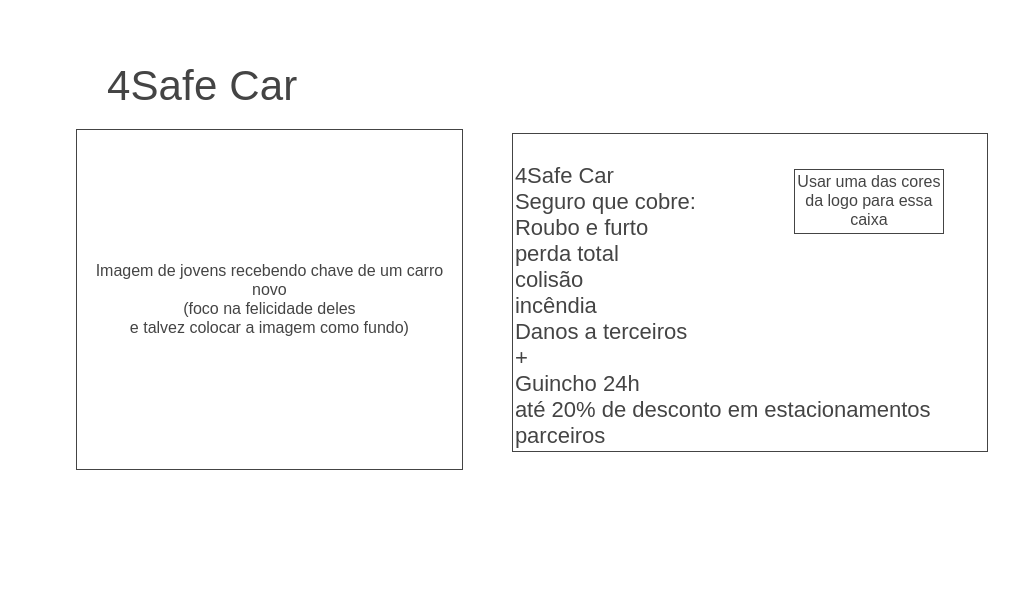 4Safe Car
Imagem de jovens recebendo chave de um carro
novo
(foco na felicidade deles
e talvez colocar a imagem como fundo)
4Safe Car
Seguro que cobre:
Roubo e furto
perda total
colisão
incêndia
Danos a terceiros
+
Guincho 24h
até 20% de desconto em estacionamentos
parceiros
Usar uma das cores
da logo para essa
caixa